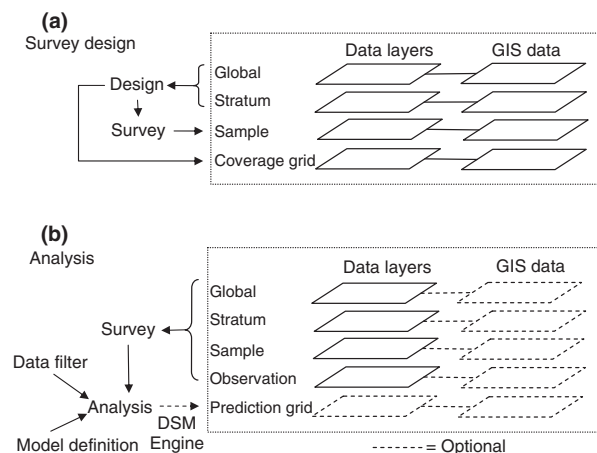 (a)
Survey design
Data layers GIS data
Global
Design
Stratum
Survey Sample
Coverage grid
(b)
Analysis
Data layers GIS data
Global
Stratum
Survey
Sample
Data filter
Observation
Analysis Prediction grid
DSM
Engine
Model definition
= Optional